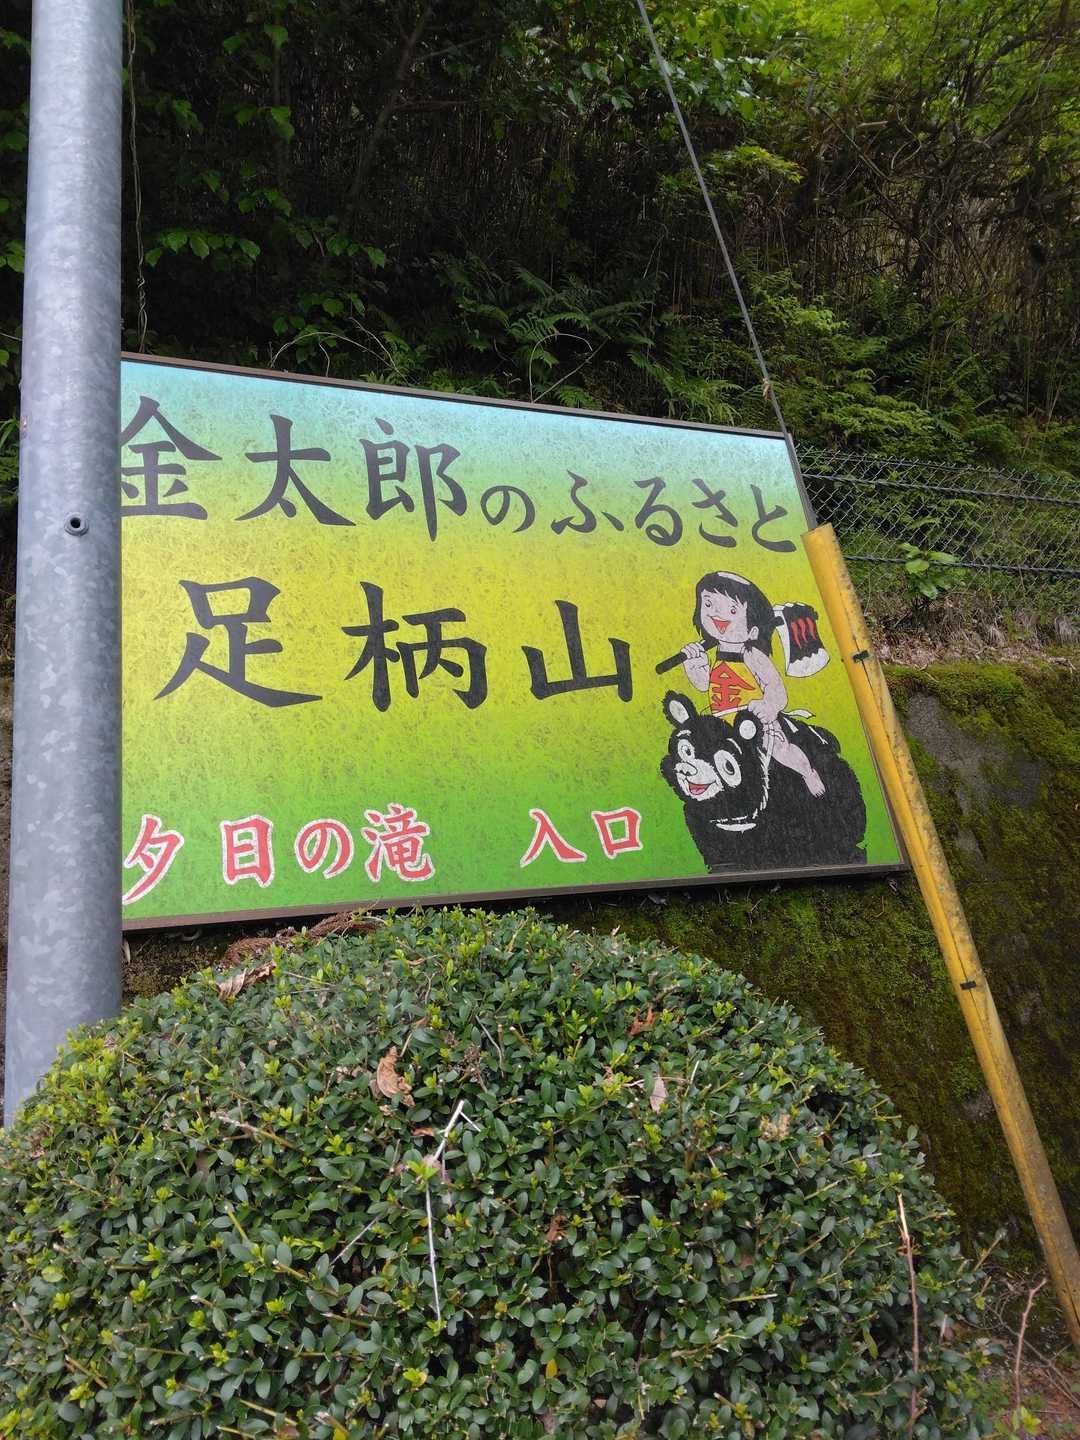 金太郎のふるさと
足柄山
金
夕日の滝 入口